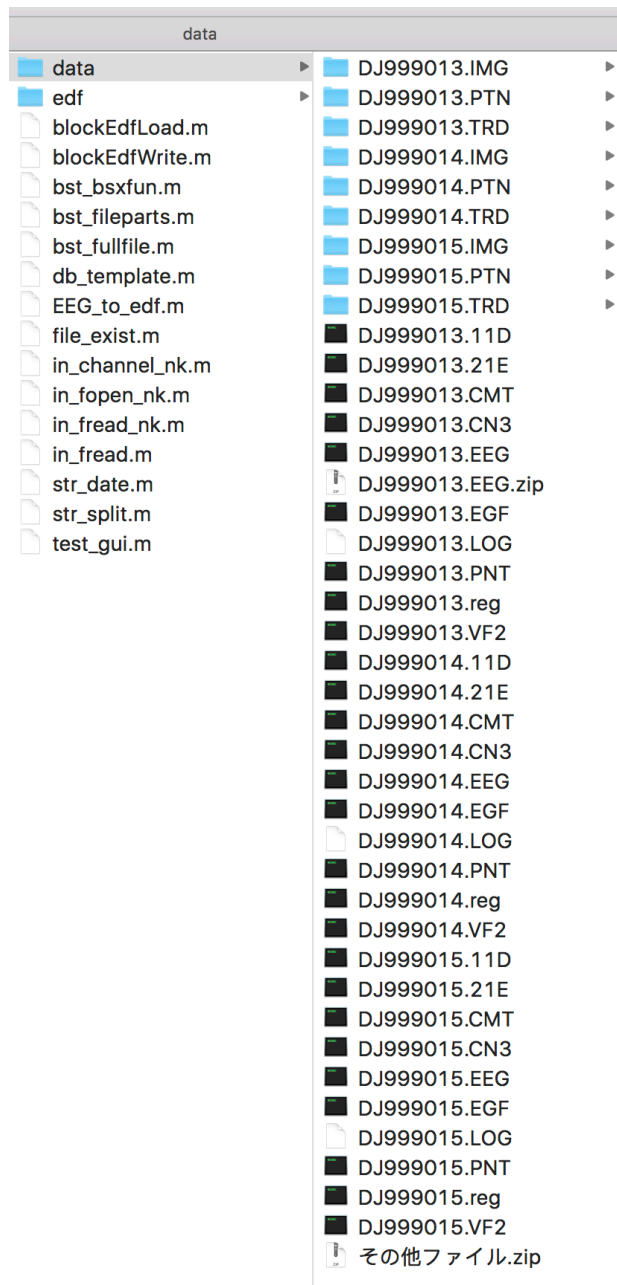 data
data
edf
blockEdfLoad.m
blockEdfWrite.m
bst_bsxfun.m
bst_fileparts.m
bst_fullfile.m
db_template.m
EEG_to_edf.m
file_exist.m
in_channel_nk.m
in_fopen_nk.m
in_fread_nk.m
in_fread.m
str_date.m
str_split.m
test_gui.m
DJ999013.IMG
DJ999013.PTN
DJ999013.TRD
DJ999014.IMG
DJ999014.PTN
DJ999014.TRD
DJ999015.IMG
DJ999015.PTN
DJ999015.TRD
DJ999013.11D
DJ999013.21E
DJ999013.CMT
DJ999013.CN3
DJ999013.EEG
DJ999013.EEG.zip
DJ999013.EGF
DJ999013.LOG
DJ999013.PNT
DJ999013.reg
DJ999013.VF2
DJ999014.11D
DJ999014.21E
DJ999014.CMT
DJ999014.CN3
DJ999014.EEG
DJ999014.EGF
DJ999014.LOG
DJ999014.PNT
DJ999014.reg
DJ999014.VF2
DJ999015.11D
DJ999015.21E
DJ999015.CMT
DJ999015.CN3
DJ999015.EEG
DJ999015.EGF
DJ999015.LOG
DJ999015.PNT
DJ999015.reg
DJ999015.VF2
その他ファイル.zip